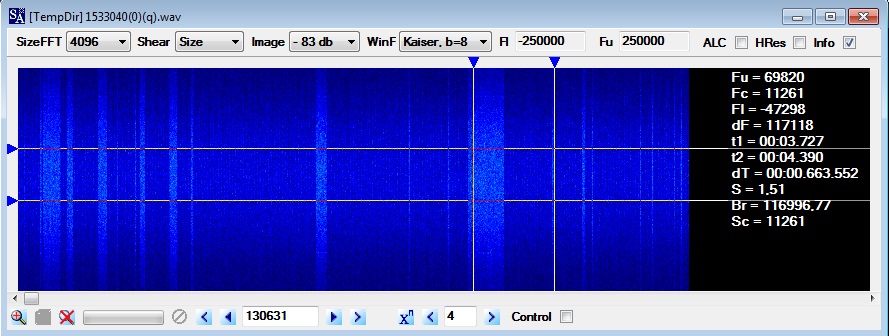 [TempDir] 1533040(0)(q).wav
SizeFFT 4096 Shear Size Image - 83 db WinF Kaiser, b=8 Fl -250000 Fu 250000 ALC HRes Info
Fu = 69820
Fc = 11261
Fl = -47298
dF = 117118
t1 = 00:03.727
t2 = 00:04.390
dT = 00:00.663.552
S = 1,51
Br = 116996,77
Sc = 11261
130631 xⁿ 4 Control